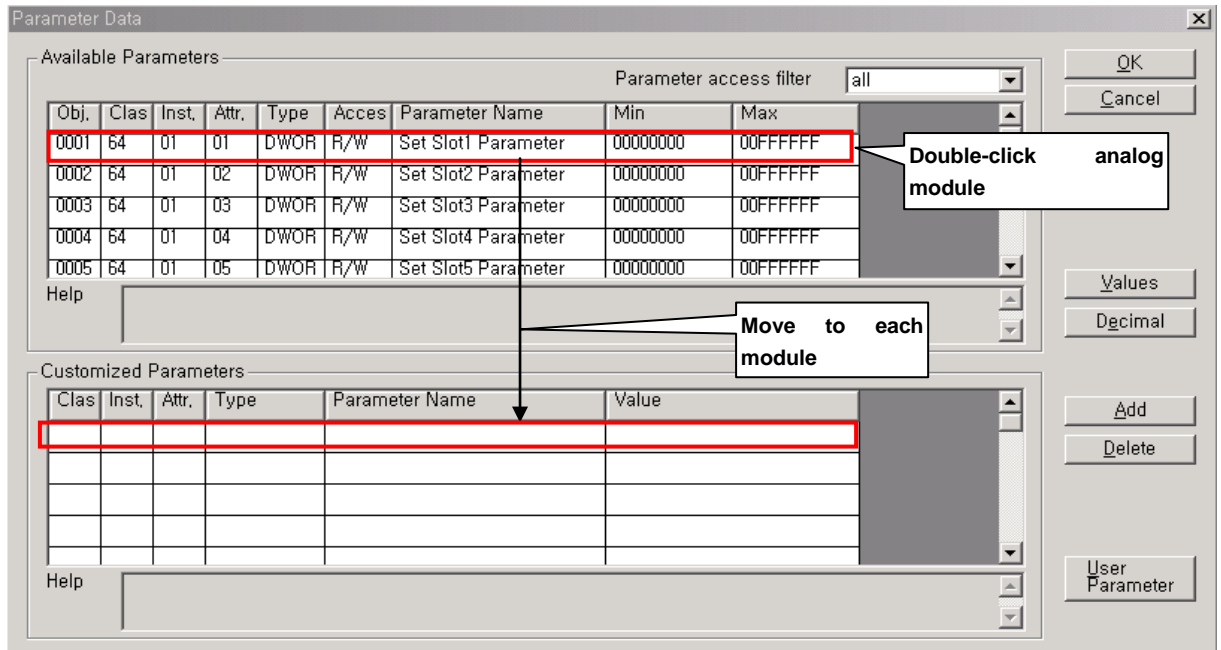 Parameter Data
Available Parameters
Parameter access filter all
Obj. Clas Inst. Attr. Type Acces Parameter Name Min Max
0001 64 01 01 DWOR R/W Set Slot1 Parameter 00000000 00FFFFFF
0002 64 01 02 DWOR R/W Set Slot2 Parameter 00000000 00FFFFFF
0003 64 01 03 DWOR R/W Set Slot3 Parameter 00000000 00FFFFFF
0004 64 01 04 DWOR R/W Set Slot4 Parameter 00000000 00FFFFFF
0005 64 01 05 DWOR R/W Set Slot5 Parameter 00000000 00FFFFFF
Help
OK
Cancel
Double-click analog
module
Values
Decimal
Move to each
module
Customized Parameters
Clas Inst. Attr. Type Parameter Name Value
Help
Add
Delete
User
Parameter